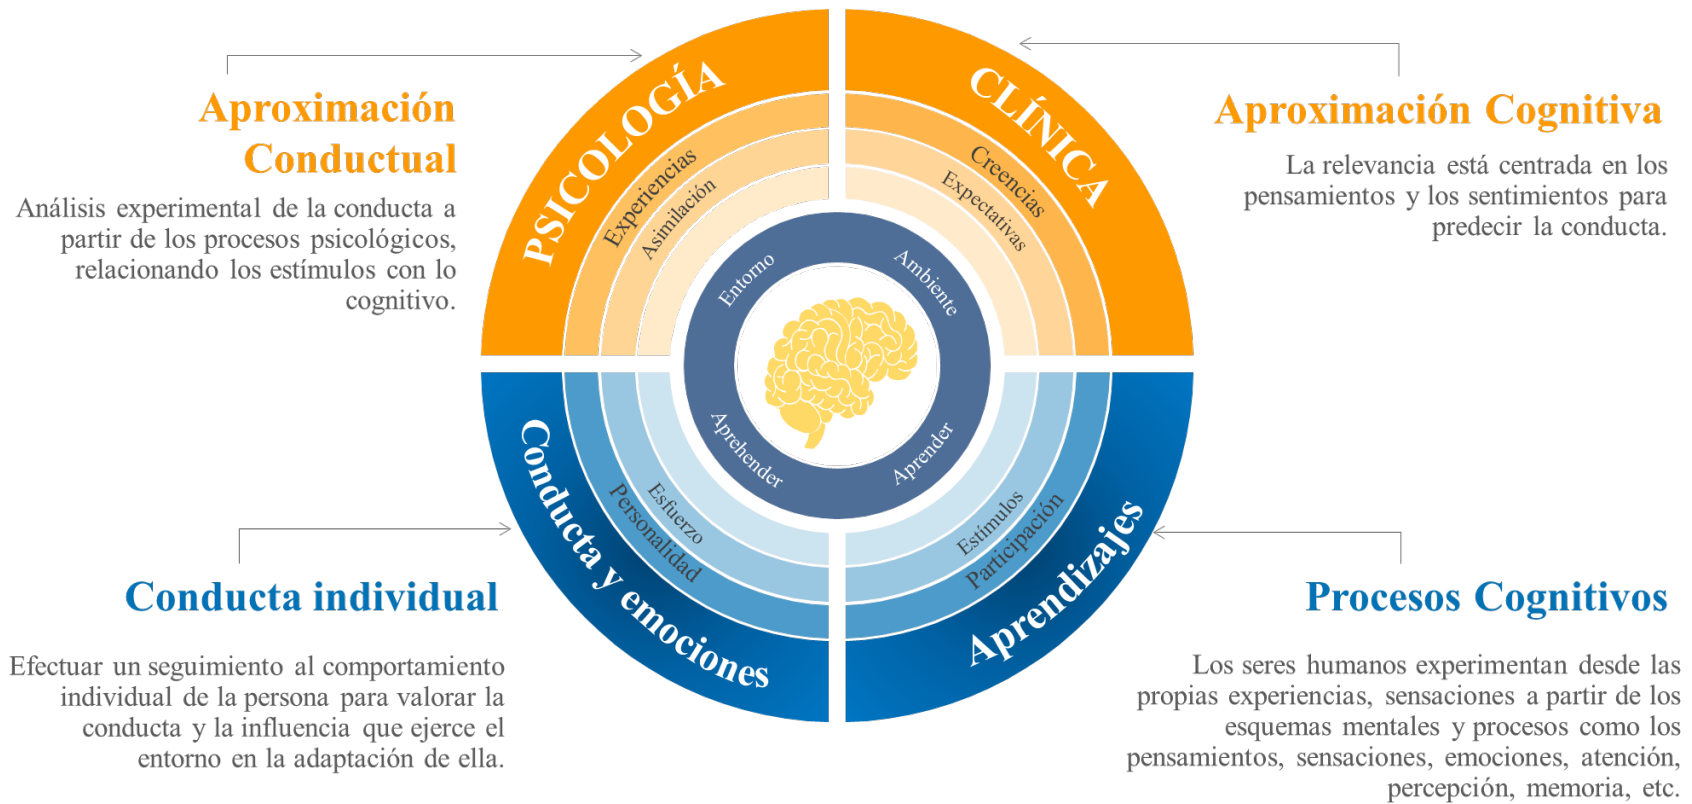 Aproximación
Conductual
Análisis experimental de la conducta a
partir de los procesos psicológicos,
relacionando los estímulos con lo
cognitivo.
PSICOLOGÍA
Experiencias
Asimilación
CLÍNICA
Creencias
Expectativas
Aproximación Cognitiva
La relevancia está centrada en los
pensamientos y los sentimientos para
predecir la conducta.
Entorno
Ambiente
Aprehender
Aprender
Conducta y emociones
Personalidad
Esfuerzo
Estímulos
Participación
Aprendizajes
Conducta individual
Efectuar un seguimiento al comportamiento
individual de la persona para valorar la
conducta y la influencia que ejerce el
entorno en la adaptación de ella.
Procesos Cognitivos
Los seres humanos experimentan desde las
propias experiencias, sensaciones a partir de los
esquemas mentales y procesos como los
pensamientos, sensaciones, emociones, atención,
percepción, memoria, etc.